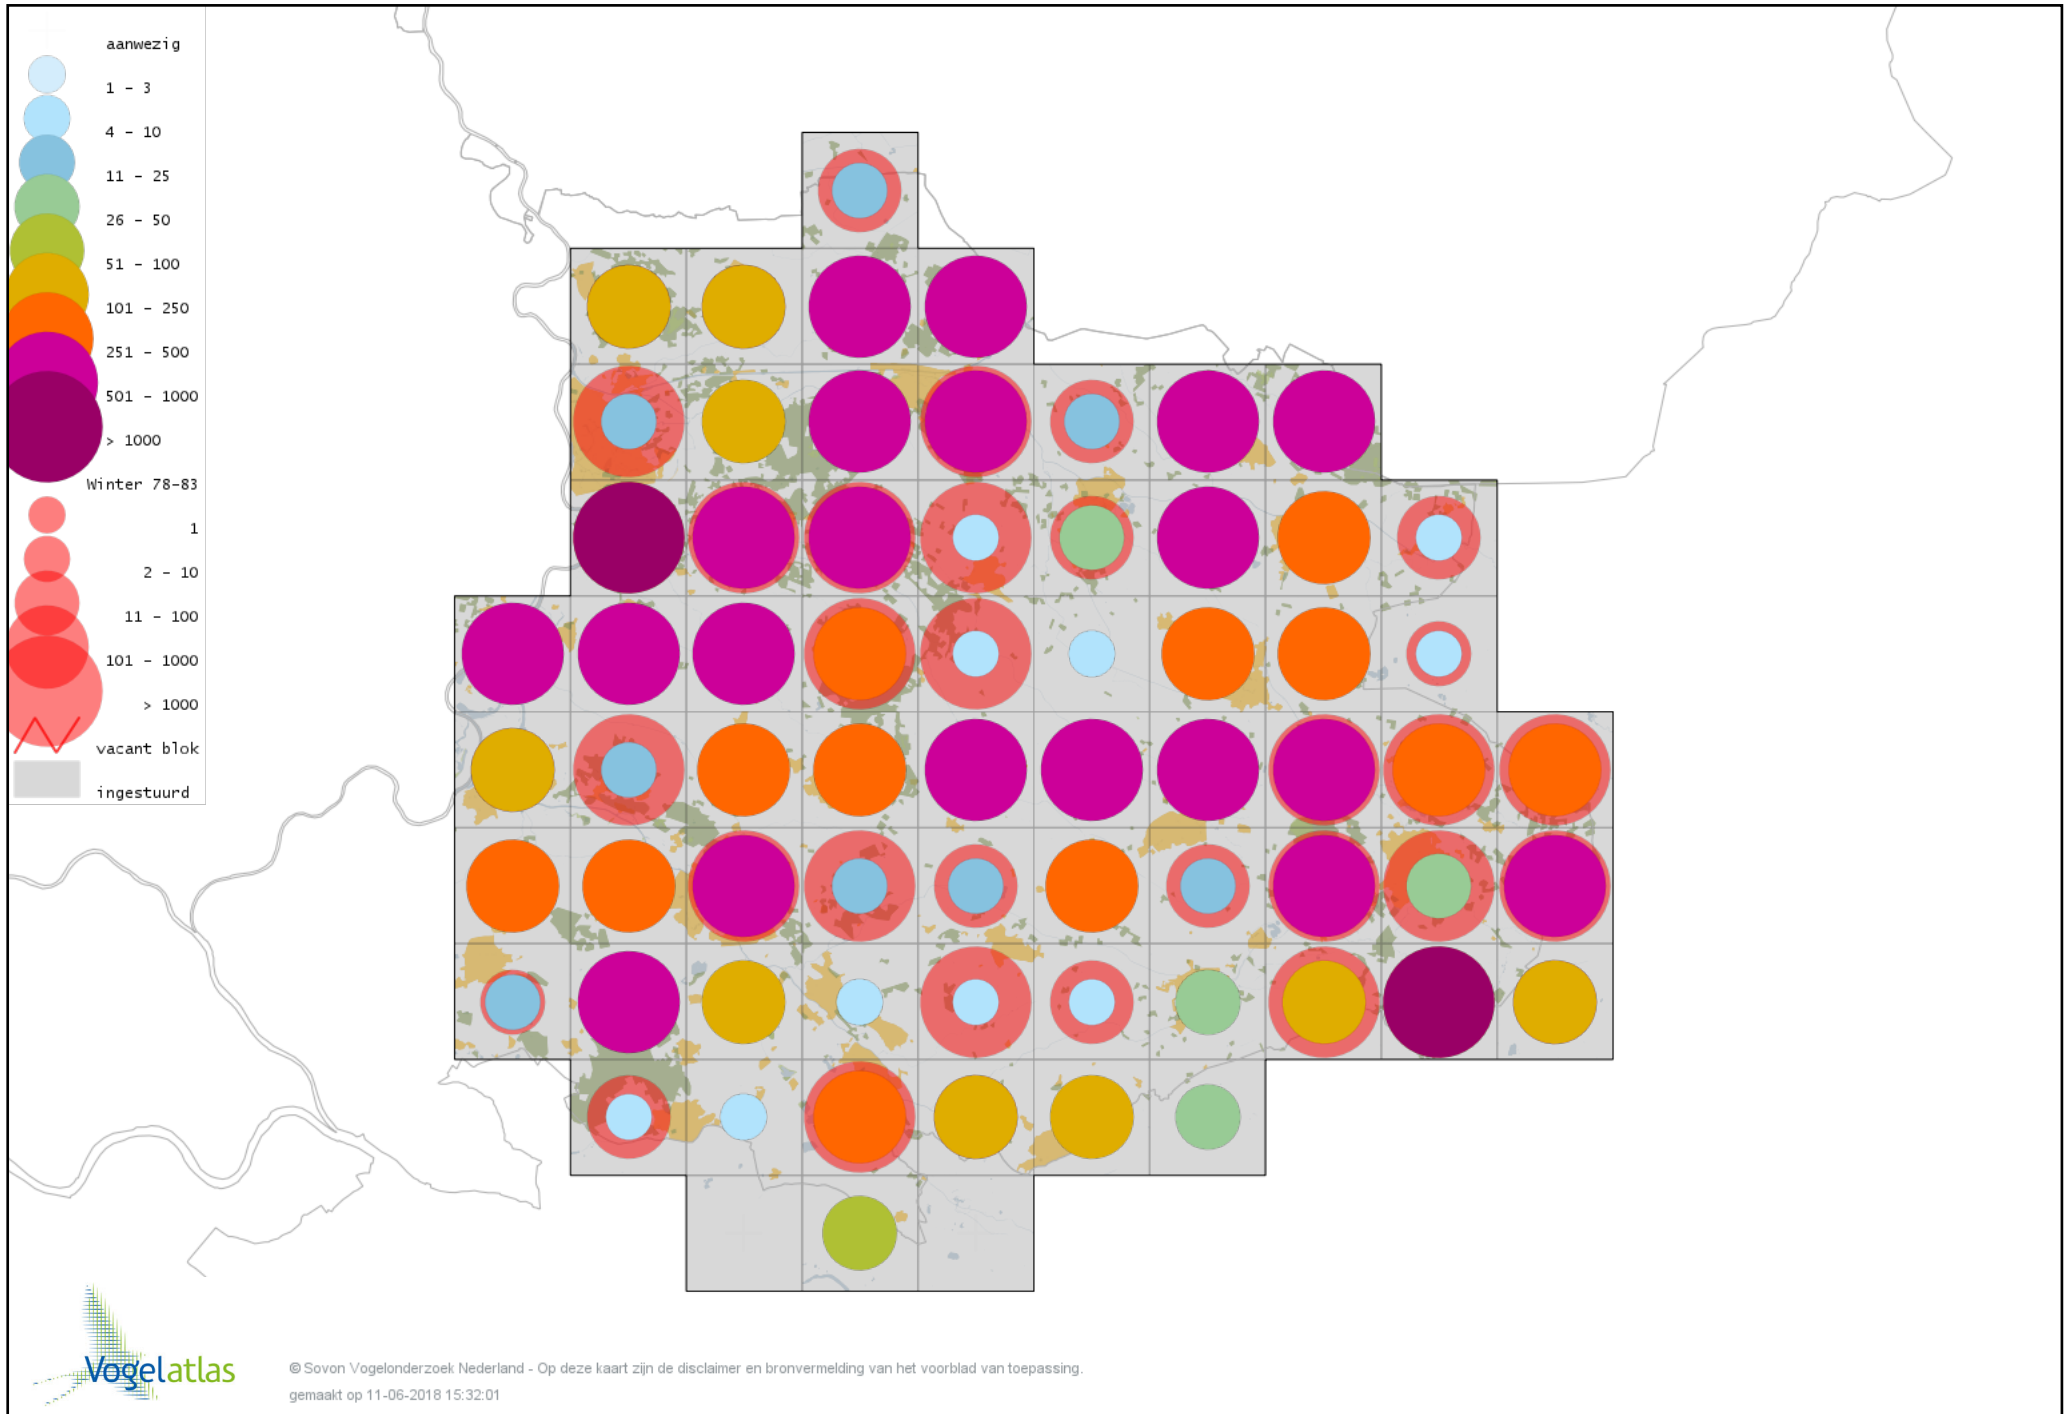 aanwezig
1 – 3
4 – 10
11 – 25
26 – 50
51 – 100
101 – 250
251 – 500
501 – 1000
> 1000
Winter 78-83
1
2 – 10
11 – 100
101 – 1000
> 1000
vacant blok
ingestuurd
Vogelatlas
© Sovon Vogelonderzoek Nederland - Op deze kaart zijn de disclaimer en bronvermelding van het voorblad van toepassing.
gemaakt op 11-06-2018 15:32:01